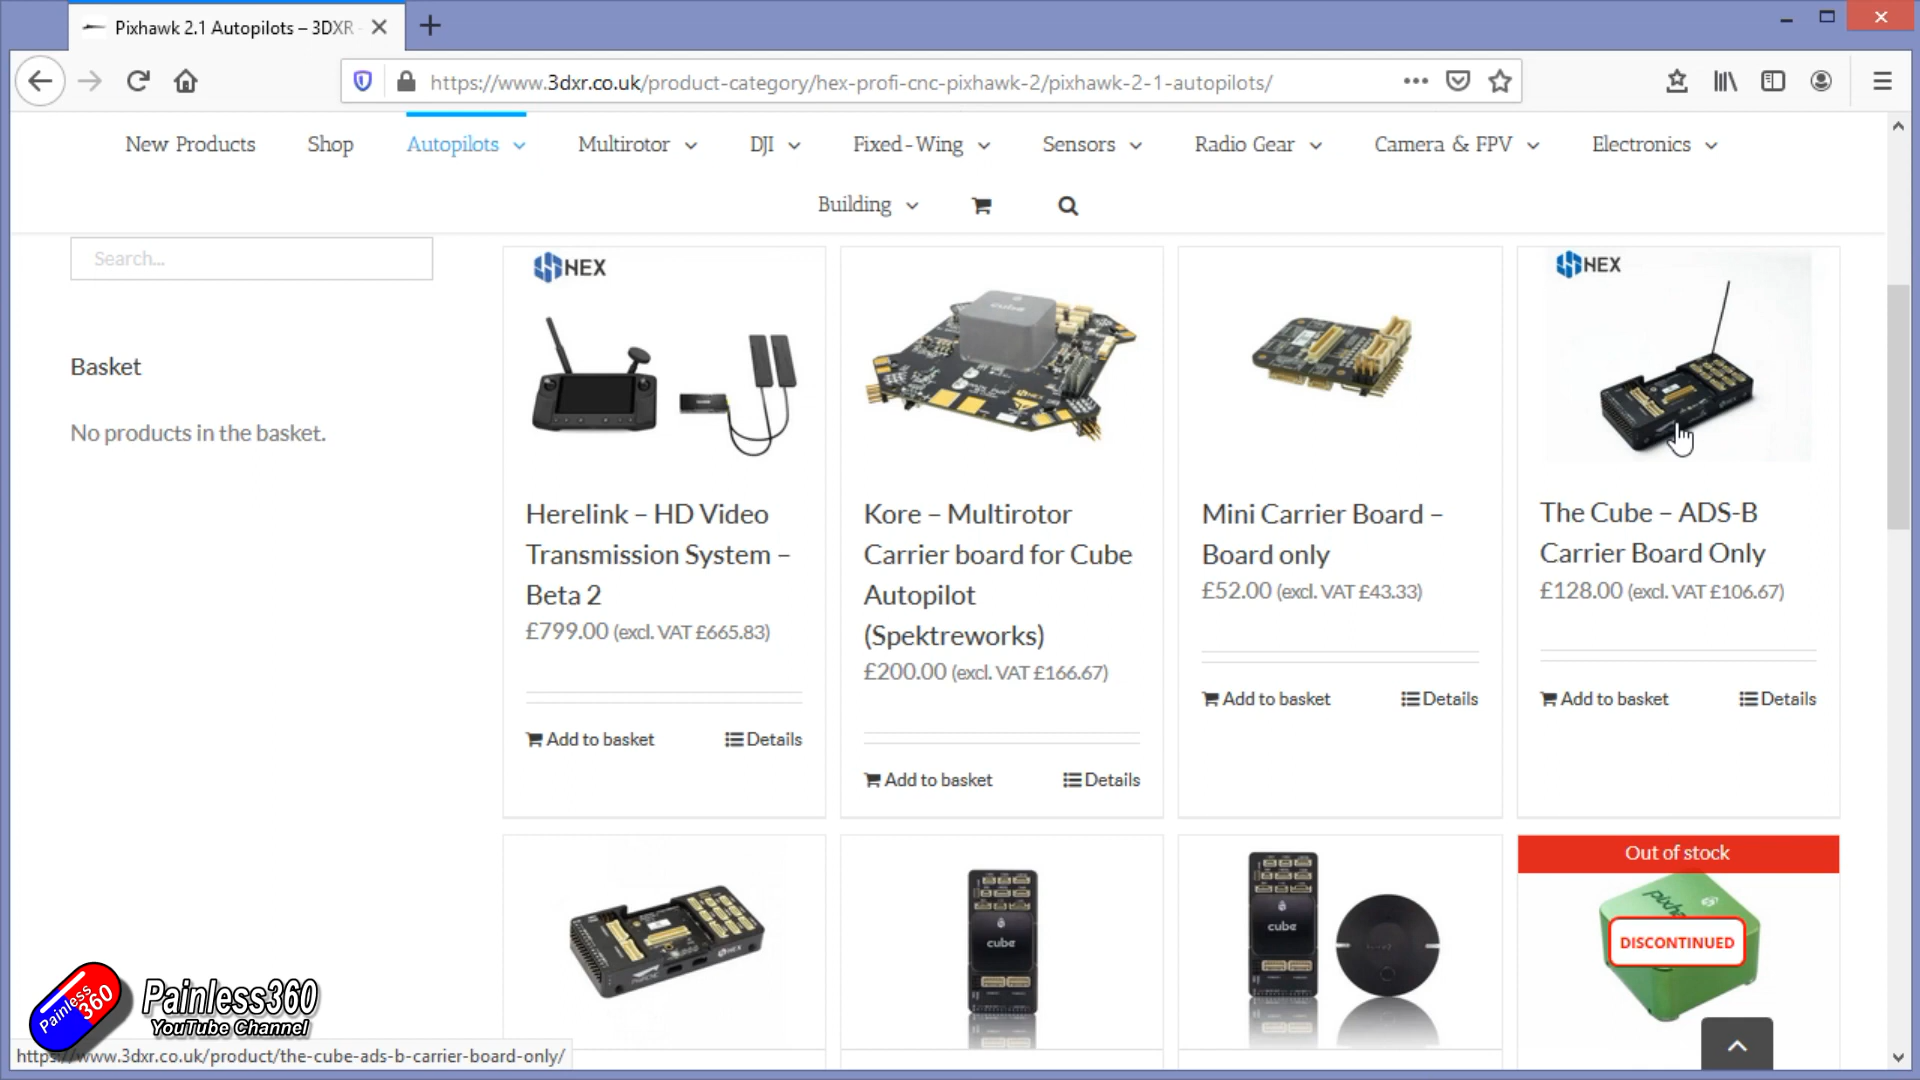 Pixhawk 2.1 Autopilots – 3DXR
https://www.3dxr.co.uk/product-category/hex-profi-cnc-pixhawk-2/pixhawk-2-1-autopilots/
New Products Shop Autopilots Multirotor DJI Fixed-Wing Sensors Radio Gear Camera & FPV Electronics
Building
Search...
Basket
No products in the basket.
HEX
Herelink – HD Video
Transmission System –
Beta 2
£799.00 (excl. VAT £665.83)
Add to basket Details
cube
Kore – Multirotor
Carrier board for Cube
Autopilot
(Spektreworks)
£200.00 (excl. VAT £166.67)
Add to basket Details
Mini Carrier Board –
Board only
£52.00 (excl. VAT £43.33)
Add to basket Details
HEX
The Cube – ADS-B
Carrier Board Only
£128.00 (excl. VAT £106.67)
Add to basket Details
HEX
cube
cube
Out of stock
DISCONTINUED
Painless360
Painless360
YouTube Channel
https://www.3dxr.co.uk/product/the-cube-ads-b-carrier-board-only/